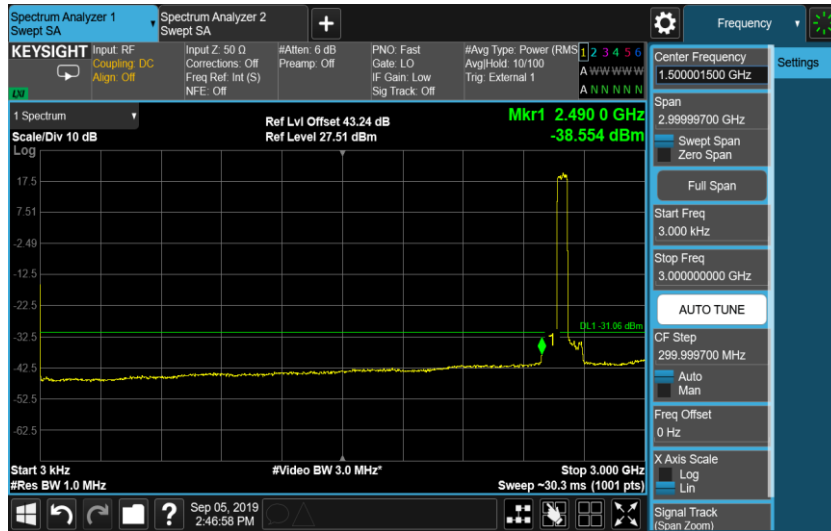 Spectrum Analyzer 1
Swept SA
Spectrum Analyzer 2
Swept SA
Frequency
KEYSIGHT
LXI
Input: RF
Coupling: DC
Align: Off
Input Z: 50 Ω
Corrections: Off
Freq Ref: Int (S)
NFE: Off
#Atten: 6 dB
Preamp: Off
PNO: Fast
Gate: LO
IF Gain: Low
Sig Track: Off
#Avg Type: Power (RMS
Avg|Hold: 10/100
Trig: External 1
1 2 3 4 5 6
A W W W W W
A N N N N N
1 Spectrum
Scale/Div 10 dB
Log
Ref Lvl Offset 43.24 dB
Ref Level 27.51 dBm
Mkr1 2.490 0 GHz
-38.554 dBm
17.5
7.51
-2.49
-12.5
-22.5
-32.5
-42.5
-52.5
-62.5
DL1 -31.06 dBm
1
Start 3 kHz
#Res BW 1.0 MHz
#Video BW 3.0 MHz*
Stop 3.000 GHz
Sweep ~30.3 ms (1001 pts)
Center Frequency
1.500001500 GHz
Settings
Span
2.99999700 GHz
Swept Span
Zero Span
Full Span
Start Freq
3.000 kHz
Stop Freq
3.000000000 GHz
AUTO TUNE
CF Step
299.999700 MHz
Auto
Man
Freq Offset
0 Hz
X Axis Scale
Log
Lin
Signal Track
(Span Zoom)
?
Sep 05, 2019
2:46:58 PM